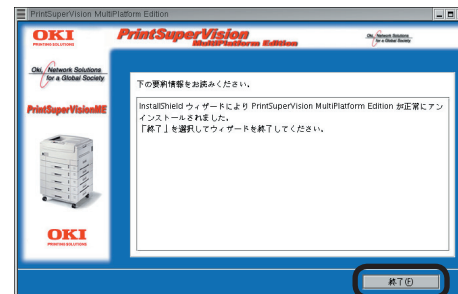 PrintSuperVision MultiPlatform Edition
OKI
PRINTING SOLUTIONS
PrintSuperVision
MultiPlatform Edition
Oki, Network Solutions
for a Global Society
Oki, Network Solutions
for a Global Society
PrintSuperVisionME
OKI
PRINTING SOLUTIONS
下の要約情報をお読みください。
InstallShield ウィザードにより PrintSuperVision MultiPlatform Edition が正常にアン
インストールされました。
「終了」を選択してウィザードを終了してください。
終了(F)